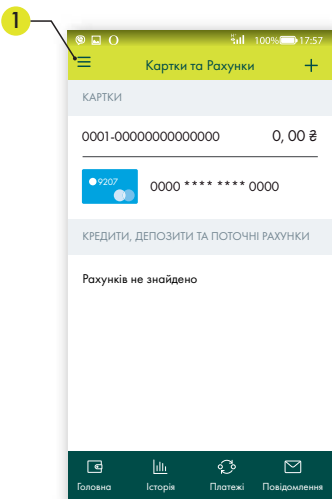 1
100% 17:57
Картки та Рахунки
КАРТКИ
0001-00000000000000 0, 00 ₴
9207
0000 **** **** 0000
КРЕДИТИ, ДЕПОЗИТИ ТА ПОТОЧНІ РАХУНКИ
Рахунків не знайдено
Головна Історія Платежі Повідомлення